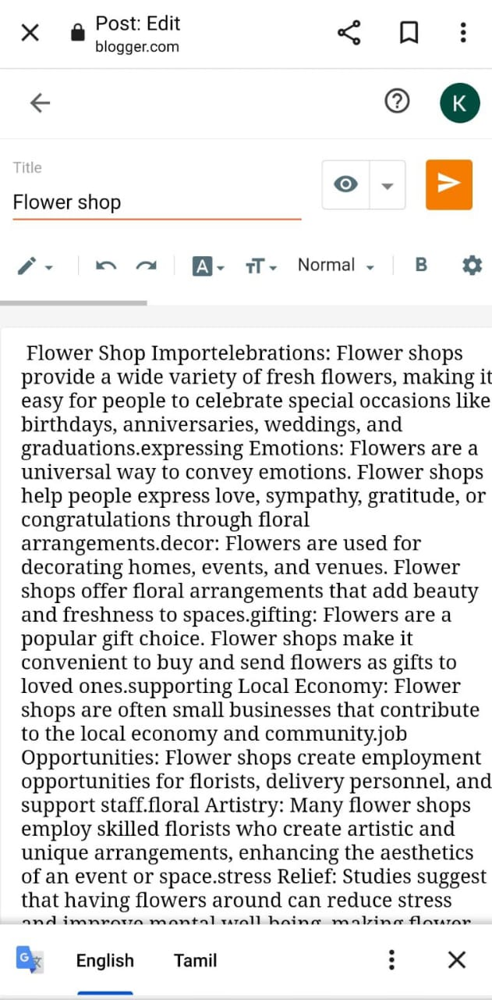 Post: Edit
blogger.com
K
Title
Flower shop
A
TT
Normal
B
Flower Shop Importelebrations: Flower shops
provide a wide variety of fresh flowers, making it
easy for people to celebrate special occasions like
birthdays, anniversaries, weddings, and
graduations.expressing Emotions: Flowers are a
universal way to convey emotions. Flower shops
help people express love, sympathy, gratitude, or
congratulations through floral
arrangements.decor: Flowers are used for
decorating homes, events, and venues. Flower
shops offer floral arrangements that add beauty
and freshness to spaces.gifting: Flowers are a
popular gift choice. Flower shops make it
convenient to buy and send flowers as gifts to
loved ones.supporting Local Economy: Flower
shops are often small businesses that contribute
to the local economy and community.job
Opportunities: Flower shops create employment
opportunities for florists, delivery personnel, and
support staff.floral Artistry: Many flower shops
employ skilled florists who create artistic and
unique arrangements, enhancing the aesthetics
of an event or space.stress Relief: Studies suggest
that having flowers around can reduce stress
and improve mental well-being, making flower
G 文
English
Tamil